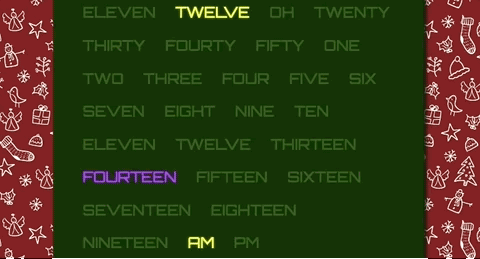 ELEVEN TWELVE OH TWENTY
THIRTY FOURTY FIFTY ONE
TWO THREE FOUR FIVE SIX
SEVEN EIGHT NINE TEN
ELEVEN TWELVE THIRTEEN
FOURTEEN FIFTEEN SIXTEEN
SEVENTEEN EIGHTEEN
NINETEEN AM PM